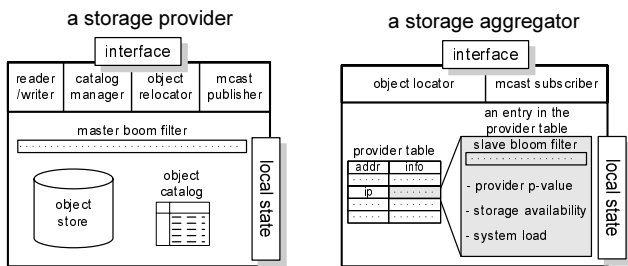 a storage provider
interface
reader /writer
catalog manager
object relocator
mcast publisher
master boom filter
object store
object catalog
local state
a storage aggregator
interface
object locator
mcast subscriber
an entry in the provider table
provider table
addr info
ip
slave bloom filter
- provider p-value
- storage availability
- system load
local state